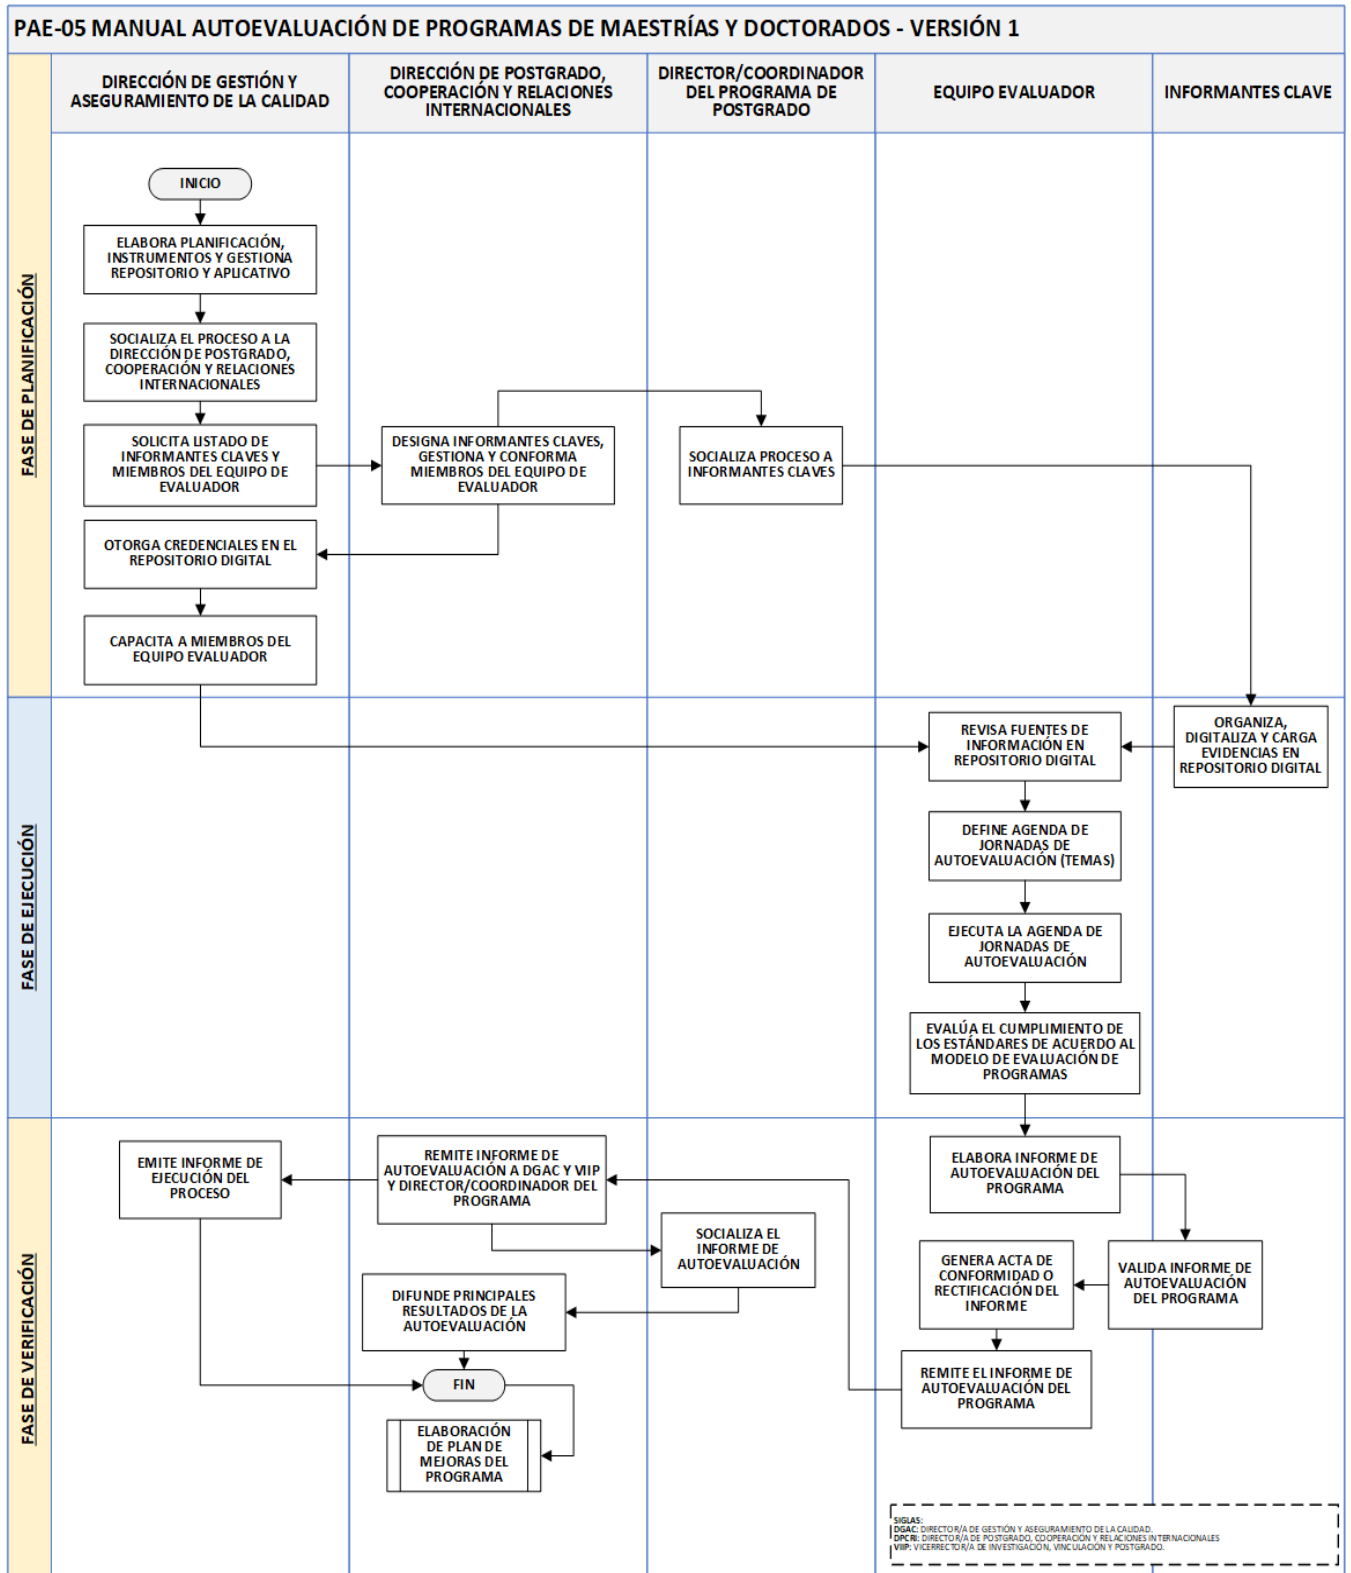 PAE-05 MANUAL AUTOEVALUACIÓN DE PROGRAMAS DE MAESTRÍAS Y DOCTORADOS - VERSIÓN 1
DIRECCIÓN DE GESTIÓN Y
ASEGURAMIENTO DE LA CALIDAD
DIRECCIÓN DE POSTGRADO,
COOPERACIÓN Y RELACIONES
INTERNACIONALES
DIRECTOR/COORDINADOR
DEL PROGRAMA DE
POSTGRADO
EQUIPO EVALUADOR
INFORMANTES CLAVE
FASE DE PLANIFICACIÓN
INICIO
ELABORA PLANIFICACIÓN,
INSTRUMENTOS Y GESTIONA
REPOSITORIO Y APLICATIVO
SOCIALIZA EL PROCESO A LA
DIRECCIÓN DE POSTGRADO,
COOPERACIÓN Y RELACIONES
INTERNACIONALES
SOLICITA LISTADO DE
INFORMANTES CLAVES Y
MIEMBROS DEL EQUIPO DE
EVALUADOR
DESIGNA INFORMANTES CLAVES,
GESTIONA Y CONFORMA
MIEMBROS DEL EQUIPO DE
EVALUADOR
SOCIALIZA PROCESO A
INFORMANTES CLAVES
OTORGA CREDENCIALES EN EL
REPOSITORIO DIGITAL
CAPACITA A MIEMBROS DEL
EQUIPO EVALUADOR
FASE DE EJECUCIÓN
REVISA FUENTES DE
INFORMACIÓN EN
REPOSITORIO DIGITAL
ORGANIZA,
DIGITALIZA Y CARGA
EVIDENCIAS EN
REPOSITORIO DIGITAL
DEFINE AGENDA DE
JORNADAS DE
AUTOEVALUACIÓN (TEMAS)
EJECUTA LA AGENDA DE
JORNADAS DE
AUTOEVALUACIÓN
EVALÚA EL CUMPLIMIENTO DE
LOS ESTÁNDARES DE ACUERDO AL
MODELO DE EVALUACIÓN DE
PROGRAMAS
FASE DE VERIFICACIÓN
EMITE INFORME DE
EJECUCIÓN DEL
PROCESO
REMITE INFORME DE
AUTOEVALUACIÓN A DGAC Y VIIP
Y DIRECTOR/COORDINADOR DEL
PROGRAMA
ELABORA INFORME DE
AUTOEVALUACIÓN DEL
PROGRAMA
SOCIALIZA EL
INFORME DE
AUTOEVALUACIÓN
GENERA ACTA DE
CONFORMIDAD O
RECTIFICACIÓN DEL
INFORME
VALIDA INFORME DE
AUTOEVALUACIÓN
DEL PROGRAMA
DIFUNDE PRINCIPALES
RESULTADOS DE LA
AUTOEVALUACIÓN
REMITE EL INFORME DE
AUTOEVALUACIÓN DEL
PROGRAMA
FIN
ELABORACIÓN
DE PLAN DE
MEJORAS DEL
PROGRAMA
SIGLAS:
DGAC: DIRECTOR/A DE GESTIÓN Y ASEGURAMIENTO DE LA CALIDAD.
DPCRI: DIRECTOR/A DE POSTGRADO, COOPERACIÓN Y RELACIONES INTERNACIONALES
VIIP: VICERRECTOR/A DE INVESTIGACIÓN, VINCULACIÓN Y POSTGRADO.